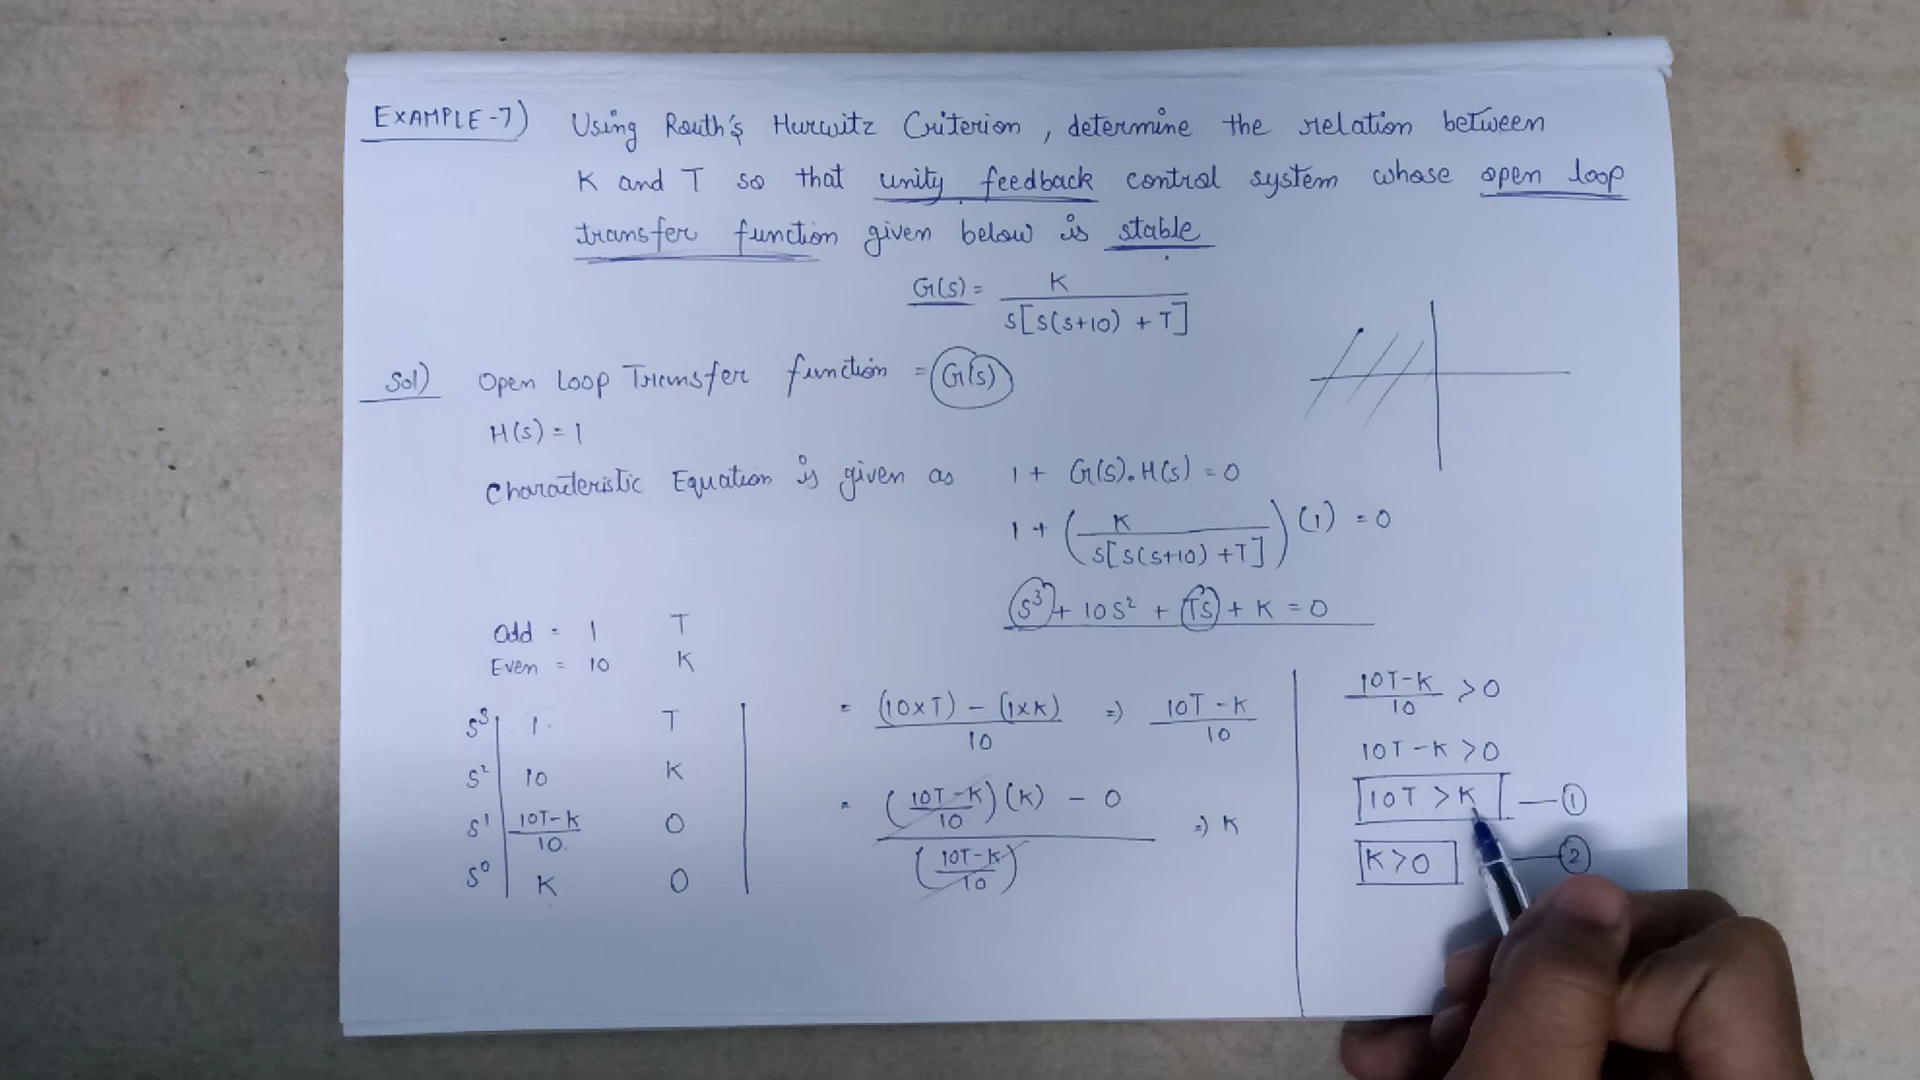 EXAMPLE-7) Using Routh's Hurwitz Criterion, determine the relation between
K and T so that unity feedback control system whose open loop
transfer function given below is stable
G(s) = K / s[s(s+10) + T]
Sol) Open Loop Transfer function = G(s)
H(s) = 1
Characteristic Equation is given as 1 + G(s).H(s) = 0
1 + (K / s[s(s+10) + T]) (1) = 0
s³ + 10s² + Ts + K = 0
Odd = 1 T
Even = 10 K
s³ 1 T
s² 10 K
s¹ 10T-K / 10 0
s⁰ K 0
= (10×T) - (1×K) / 10 => 10T - K / 10
= (10T-K / 10)(K) - 0 / (10T-K / 10) => K
10T-K / 10 > 0
10T - K > 0
10T > K — ①
K > 0 — ②